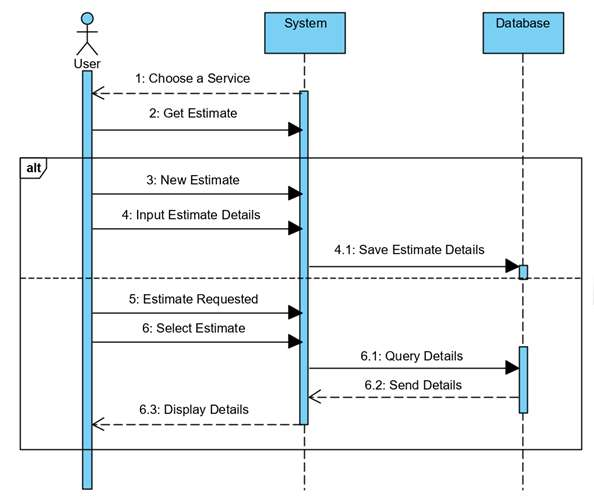 System
Database
User
1: Choose a Service
2: Get Estimate
alt
3: New Estimate
4: Input Estimate Details
4.1: Save Estimate Details
5: Estimate Requested
6: Select Estimate
6.1: Query Details
6.2: Send Details
6.3: Display Details